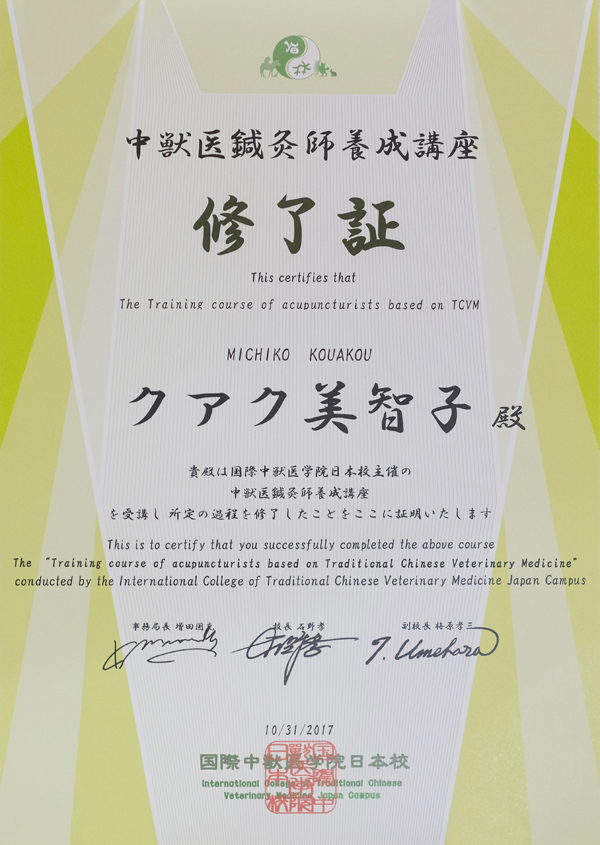 中獣医鍼灸師養成講座
修了証
This certifies that
The Training course of acupuncturists based on TCVM
MICHIKO KOUAKOU
クアク美智子 殿
貴殿は国際中獣医学院日本校主催の
中獣医鍼灸師養成講座
を受講し 所定の過程を修了したことをここに証明いたします
This is to certify that you successfully completed the above course
The "Training course of acupuncturists based on Traditional Chinese Veterinary Medicine"
conducted by the International College of Traditional Chinese Veterinary Medicine Japan Campus
事務局長 増田国充 校長 石野孝 副校長 梅原孝三
T. Umehara
10/31/2017
国際中獣医学院日本校
International College of Traditional Chinese
Veterinary Medicine Japan Campus